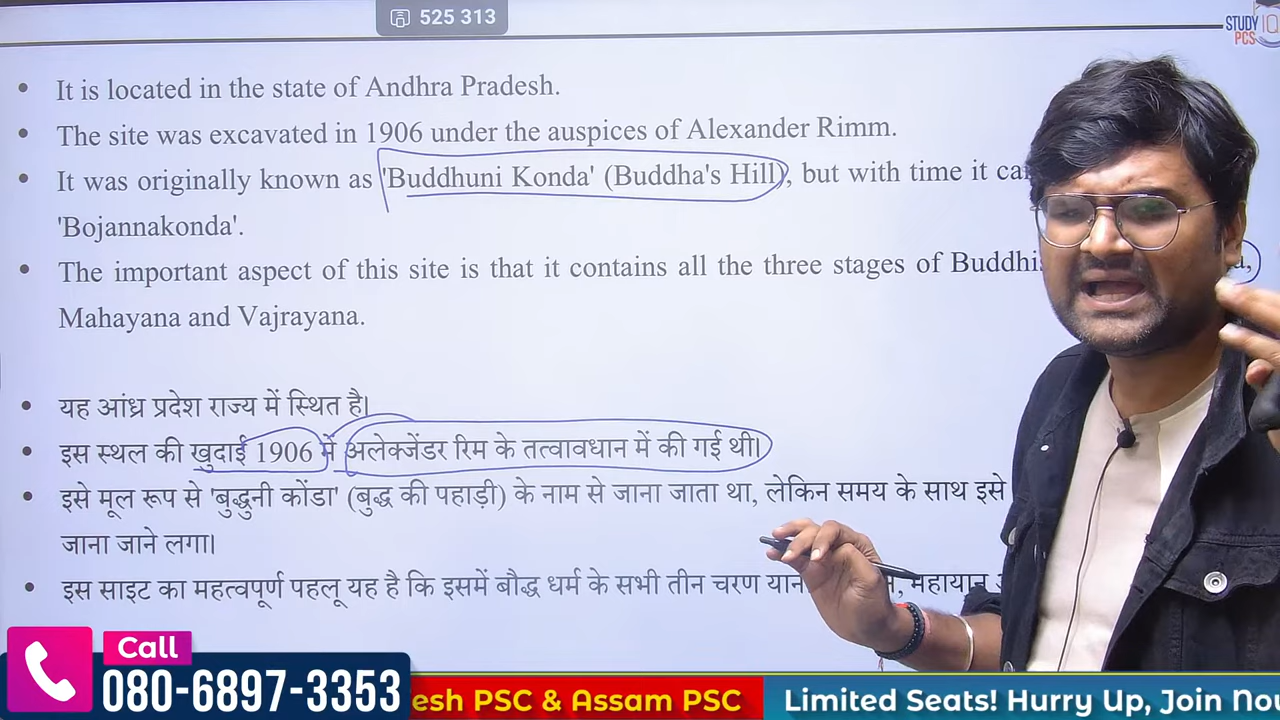 525 313
STUDY IQ
PCS
It is located in the state of Andhra Pradesh.
The site was excavated in 1906 under the auspices of Alexander Rimm.
It was originally known as 'Buddhuni Konda' (Buddha's Hill), but with time it
'Bojannakonda'.
The important aspect of this site is that it contains all the three stages of
Mahayana and Vajrayana.
यह आंध्र प्रदेश राज्य में स्थित है।
इस स्थल की खुदाई 1906 में अलेक्जेंडर रिम के तत्वावधान में की गई थी।
इसे मूल रूप से 'बुद्धुनी कोंडा' (बुद्ध की पहाड़ी) के नाम से जाना जाता था, लेकिन समय के साथ इसे
जाना जाने लगा।
इस साइट का महत्वपूर्ण पहलू यह है कि इसमें बौद्ध धर्म के सभी तीन चरण महायान
Call
080-6897-3353
esh PSC & Assam PSC
Limited Seats! Hurry Up, Join